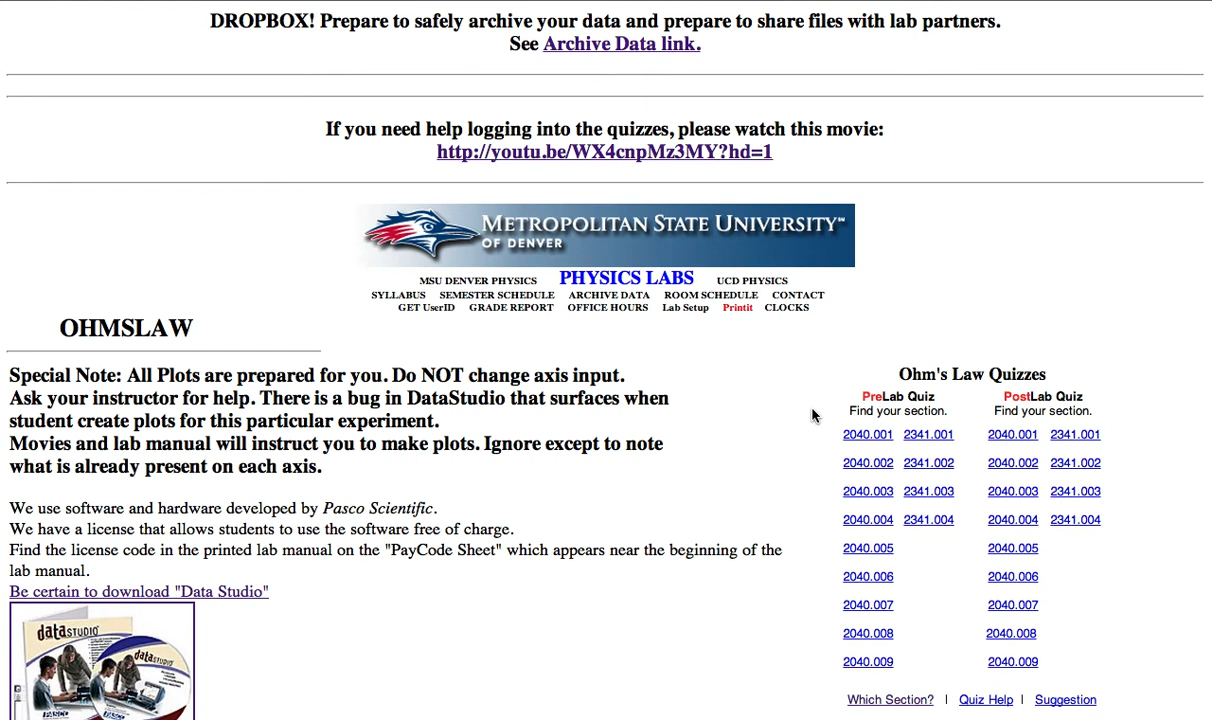 DROPBOX! Prepare to safely archive your data and prepare to share files with lab partners.
See Archive Data link.
If you need help logging into the quizzes, please watch this movie:
http://youtu.be/WX4cnpMz3MY?hd=1
METROPOLITAN STATE UNIVERSITY℠
OF DENVER
MSU DENVER PHYSICS PHYSICS LABS UCD PHYSICS
SYLLABUS SEMESTER SCHEDULE ARCHIVE DATA ROOM SCHEDULE CONTACT
GET UserID GRADE REPORT OFFICE HOURS Lab Setup Printit CLOCKS
OHMSLAW
Special Note: All Plots are prepared for you. Do NOT change axis input.
Ask your instructor for help. There is a bug in DataStudio that surfaces when
student create plots for this particular experiment.
Movies and lab manual will instruct you to make plots. Ignore except to note
what is already present on each axis.
We use software and hardware developed by Pasco Scientific.
We have a license that allows students to use the software free of charge.
Find the license code in the printed lab manual on the "PayCode Sheet" which appears near the beginning of the
lab manual.
Be certain to download "Data Studio"
dataSTUDIO
dataSTUDIO
Ohm's Law Quizzes
PreLab Quiz PostLab Quiz
Find your section. Find your section.
2040.001 2341.001 2040.001 2341.001
2040.002 2341.002 2040.002 2341.002
2040.003 2341.003 2040.003 2341.003
2040.004 2341.004 2040.004 2341.004
2040.005 2040.005
2040.006 2040.006
2040.007 2040.007
2040.008 2040.008
2040.009 2040.009
Which Section? | Quiz Help | Suggestion